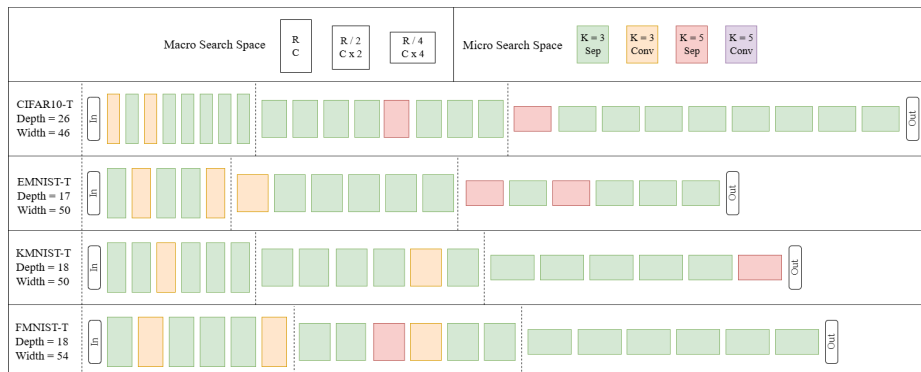 Macro Search Space
R
C
R / 2
C x 2
R / 4
C x 4
Micro Search Space
K = 3
Sep
K = 3
Conv
K = 5
Sep
K = 5
Conv
CIFAR10-T
Depth = 26
Width = 46
In
Out
EMNIST-T
Depth = 17
Width = 50
In
Out
KMNIST-T
Depth = 18
Width = 50
In
Out
FMNIST-T
Depth = 18
Width = 54
In
Out